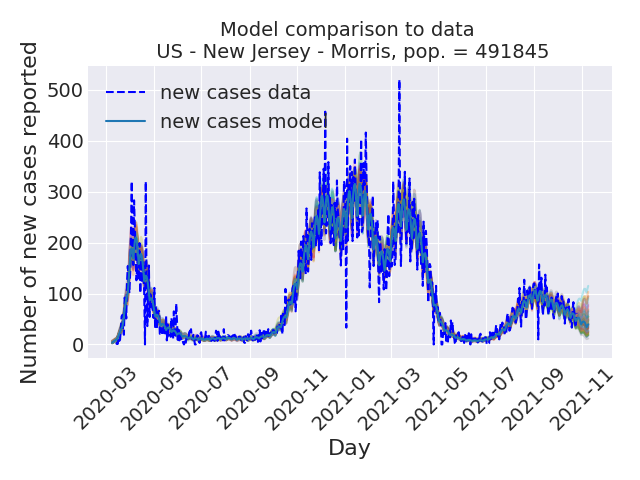 Model comparison to data
US - New Jersey - Morris, pop. = 491845
Number of new cases reported
500
400
300
200
100
0
new cases data
new cases model
2020-03
2020-05
2020-07
2020-09
2020-11
2021-01
2021-03
2021-05
2021-07
2021-09
2021-11
Day